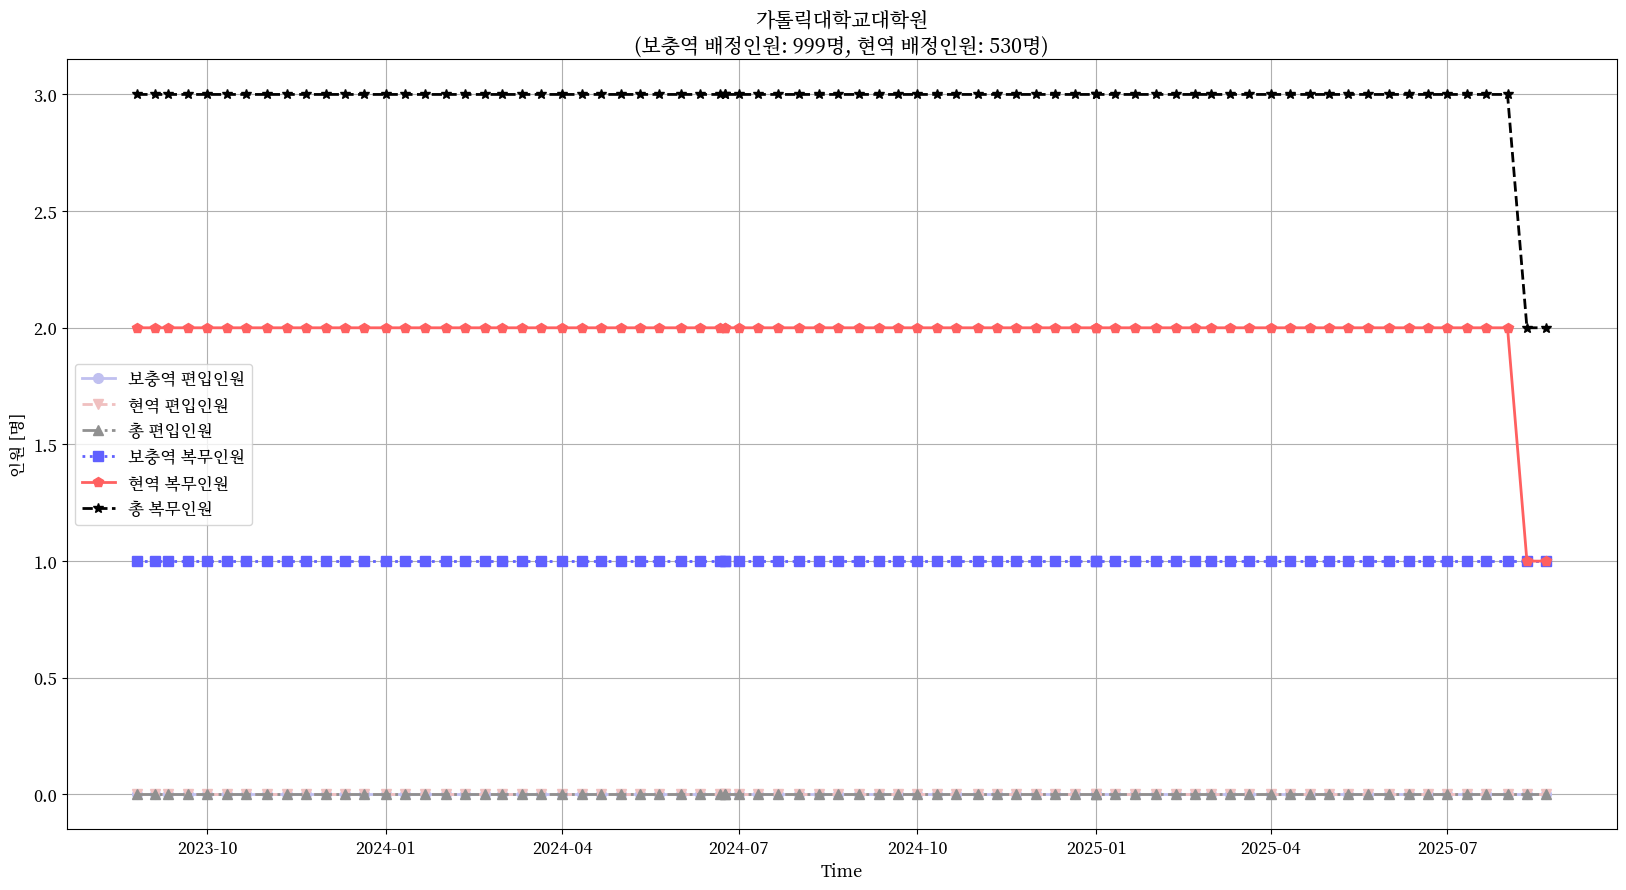 가톨릭대학교대학원
(보충역 배정인원: 999명, 현역 배정인원: 530명)
3.0
2.5
2.0
1.5
1.0
0.5
0.0
인원 [명]
보충역 편입인원
현역 편입인원
총 편입인원
보충역 복무인원
현역 복무인원
총 복무인원
2023-10
2024-01
2024-04
2024-07
2024-10
2025-01
2025-04
2025-07
Time